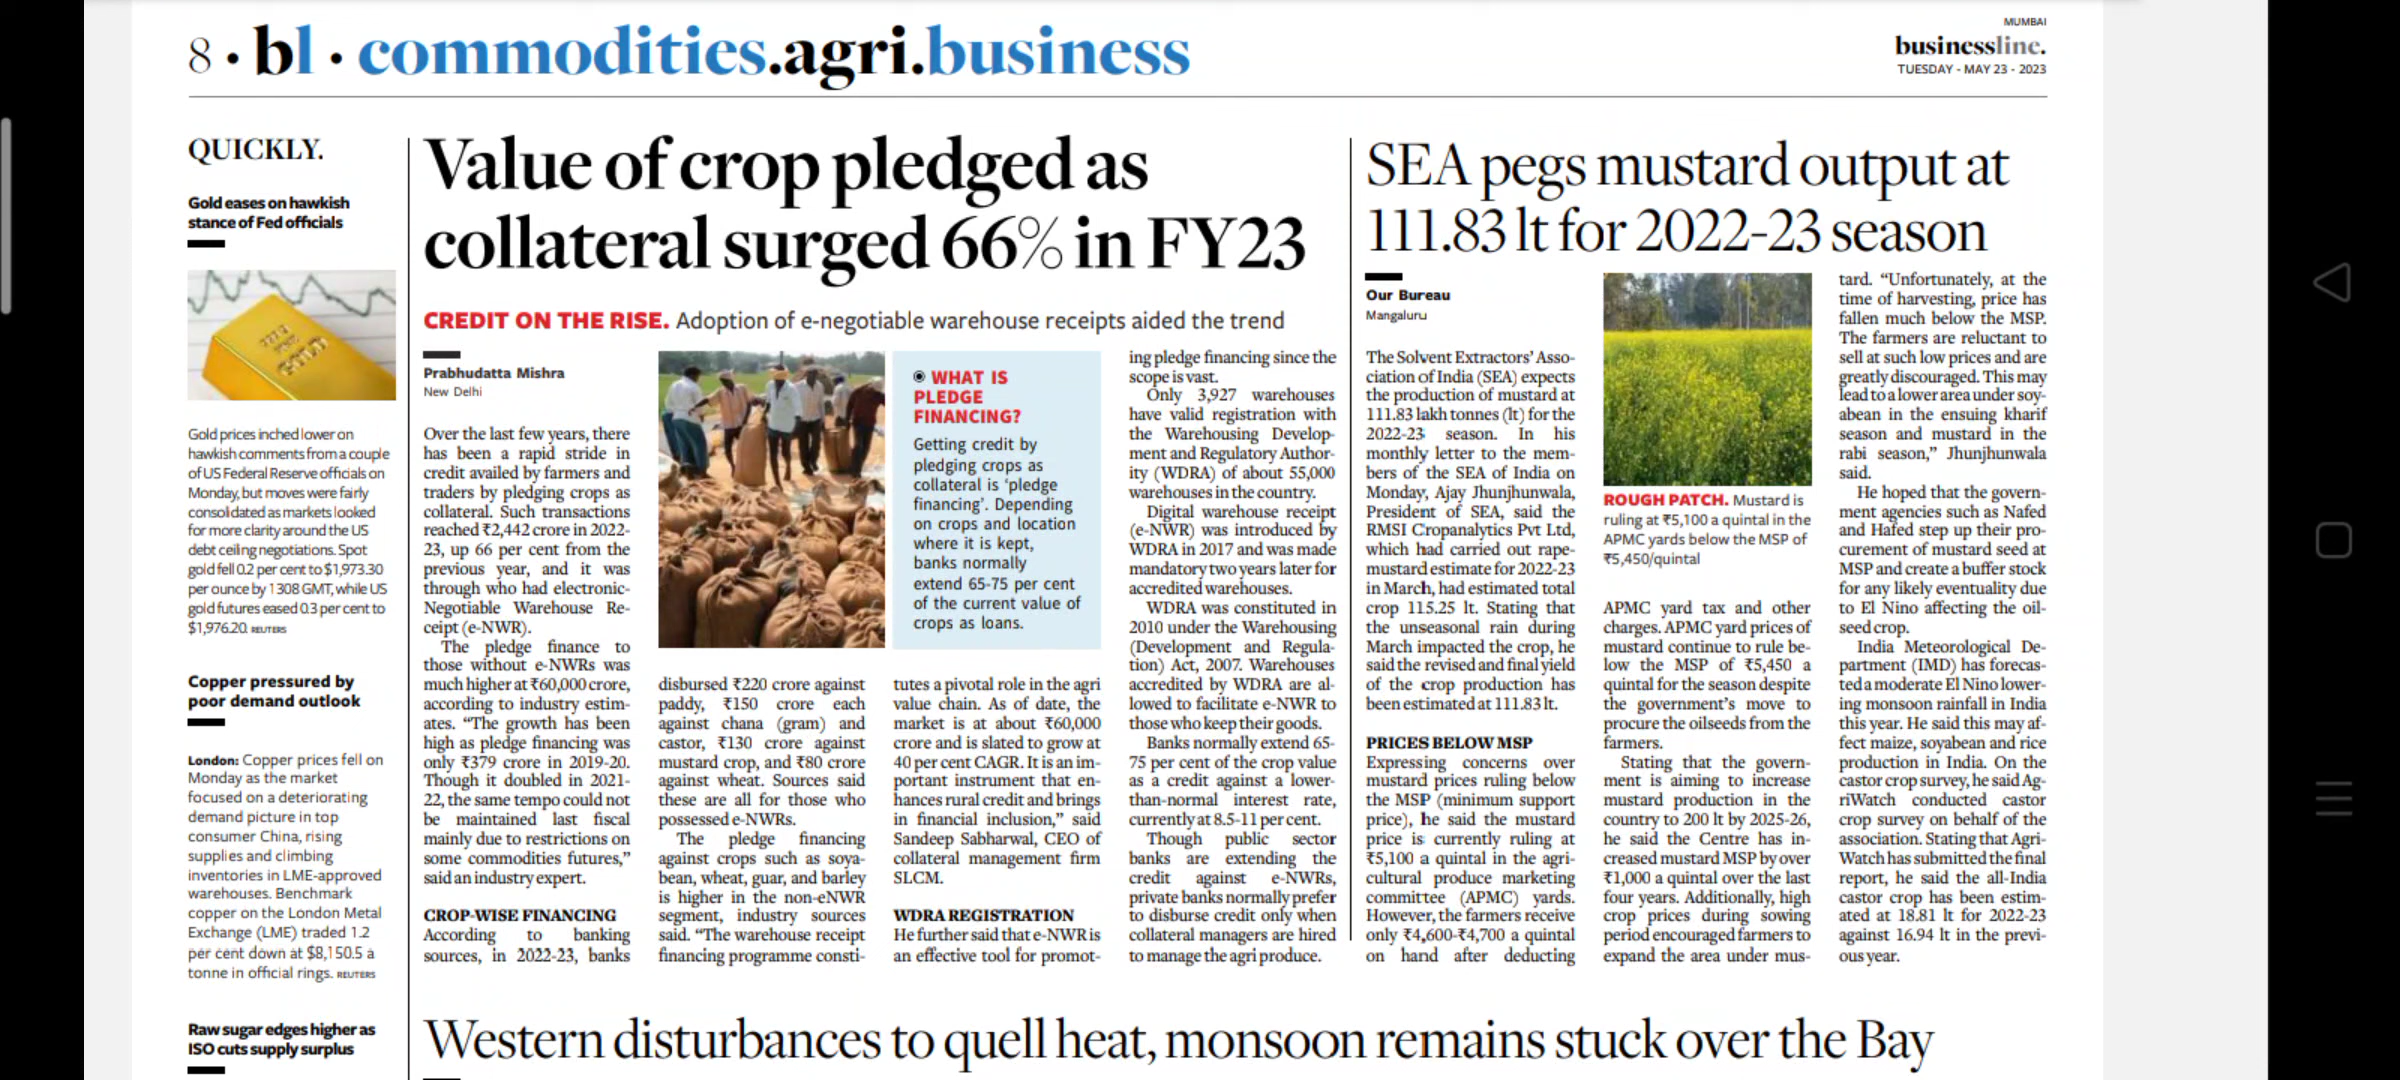 8 • bl • commodities.agri.business
MUMBAI
businessline.
TUESDAY - MAY 23 - 2023
QUICKLY.
Gold eases on hawkish
stance of Fed officials
Gold prices inched lower on
hawkish comments from a couple
of US Federal Reserve officials on
Monday, but moves were fairly
consolidated as markets looked
for more clarity around the US
debt ceiling negotiations. Spot
gold fell 0.2 per cent to $1,973.30
per ounce by 1308 GMT, while US
gold futures eased 0.3 per cent to
$1,976.20. REUTERS
Copper pressured by
poor demand outlook
London: Copper prices fell on
Monday as the market
focused on a deteriorating
demand picture in top
consumer China, rising
supplies and climbing
inventories in LME-approved
warehouses. Benchmark
copper on the London Metal
Exchange (LME) traded 1.2
per cent down at $8,150.5 a
tonne in official rings. REUTERS
Raw sugar edges higher as
ISO cuts supply surplus
Value of crop pledged as
collateral surged 66% in FY23
CREDIT ON THE RISE. Adoption of e-negotiable warehouse receipts aided the trend
Prabhudatta Mishra
New Delhi
Over the last few years, there
has been a rapid stride in
credit availed by farmers and
traders by pledging crops as
collateral. Such transactions
reached ₹2,442 crore in 2022-
23, up 66 per cent from the
previous year, and it was
through who had electronic-
Negotiable Warehouse Re-
ceipt (e-NWR).
The pledge finance to
those without e-NWRs was
much higher at ₹60,000 crore,
according to industry estim-
ates. “The growth has been
high as pledge financing was
only ₹379 crore in 2019-20.
Though it doubled in 2021-
22, the same tempo could not
be maintained last fiscal
mainly due to restrictions on
some commodities futures,”
said an industry expert.
CROP-WISE FINANCING
According to banking
sources, in 2022-23, banks
disbursed ₹220 crore against
paddy, ₹150 crore each
against chana (gram) and
castor, ₹130 crore against
mustard crop, and ₹80 crore
against wheat. Sources said
these are all for those who
possessed e-NWRs.
The pledge financing
against crops such as soya-
bean, wheat, guar, and barley
is higher in the non-eNWR
segment, industry sources
said. “The warehouse receipt
financing programme consti-
WHAT IS
PLEDGE
FINANCING?
Getting credit by
pledging crops as
collateral is ‘pledge
financing’. Depending
on crops and location
where it is kept,
banks normally
extend 65-75 per cent
of the current value of
crops as loans.
tutes a pivotal role in the agri
value chain. As of date, the
market is at about ₹60,000
crore and is slated to grow at
40 per cent CAGR. It is an im-
portant instrument that en-
hances rural credit and brings
in financial inclusion,” said
Sandeep Sabharwal, CEO of
collateral management firm
SLCM.
WDRA REGISTRATION
He further said that e-NWR is
an effective tool for promot-
ing pledge financing since the
scope is vast.
Only 3,927 warehouses
have valid registration with
the Warehousing Develop-
ment and Regulatory Author-
ity (WDRA) of about 55,000
warehouses in the country.
Digital warehouse receipt
(e-NWR) was introduced by
WDRA in 2017 and was made
mandatory two years later for
accredited warehouses.
WDRA was constituted in
2010 under the Warehousing
(Development and Regula-
tion) Act, 2007. Warehouses
accredited by WDRA are al-
lowed to facilitate e-NWR to
those who keep their goods.
Banks normally extend 65-
75 per cent of the crop value
as a credit against a lower-
than-normal interest rate,
currently at 8.5-11 per cent.
Though public sector
banks are extending the
credit against e-NWRs,
private banks normally prefer
to disburse credit only when
collateral managers are hired
to manage the agri produce.
SEA pegs mustard output at
111.83 lt for 2022-23 season
Our Bureau
Mangaluru
The Solvent Extractors’ Asso-
ciation of India (SEA) expects
the production of mustard at
111.83 lakh tonnes (lt) for the
2022-23 season. In his
monthly letter to the mem-
bers of the SEA of India on
Monday, Ajay Jhunjhunwala,
President of SEA, said the
RMSI Cropanalytics Pvt Ltd,
which had carried out rape-
mustard estimate for 2022-23
in March, had estimated total
crop 115.25 lt. Stating that
the unseasonal rain during
March impacted the crop, he
said the revised and final yield
of the crop production has
been estimated at 111.83 lt.
PRICES BELOW MSP
Expressing concerns over
mustard prices ruling below
the MSP (minimum support
price), he said the mustard
price is currently ruling at
₹5,100 a quintal in the agri-
cultural produce marketing
committee (APMC) yards.
However, the farmers receive
only ₹4,600-₹4,700 a quintal
on hand after deducting
ROUGH PATCH. Mustard is
ruling at ₹5,100 a quintal in the
APMC yards below the MSP of
₹5,450/quintal
APMC yard tax and other
charges. APMC yard prices of
mustard continue to rule be-
low the MSP of ₹5,450 a
quintal for the season despite
the government’s move to
procure the oilseeds from the
farmers.
Stating that the govern-
ment is aiming to increase
mustard production in the
country to 200 lt by 2025-26,
he said the Centre has in-
creased mustard MSP by over
₹1,000 a quintal over the last
four years. Additionally, high
crop prices during sowing
period encouraged farmers to
expand the area under mus-
tard. “Unfortunately, at the
time of harvesting, price has
fallen much below the MSP.
The farmers are reluctant to
sell at such low prices and are
greatly discouraged. This may
lead to a lower area under soy-
abean in the ensuing kharif
season and mustard in the
rabi season,” Jhunjhunwala
said.
He hoped that the govern-
ment agencies such as Nafed
and Hafed step up their pro-
curement of mustard seed at
MSP and create a buffer stock
for any likely eventuality due
to El Nino affecting the oil-
seed crop.
India Meteorological De-
partment (IMD) has forecas-
ted a moderate El Nino lower-
ing monsoon rainfall in India
this year. He said this may af-
fect maize, soyabean and rice
production in India. On the
castor crop survey, he said Ag-
riWatch conducted castor
crop survey on behalf of the
association. Stating that Agri-
Watch has submitted the final
report, he said the all-India
castor crop has been estim-
ated at 18.81 lt for 2022-23
against 16.94 lt in the previ-
ous year.
Western disturbances to quell heat, monsoon remains stuck over the Bay